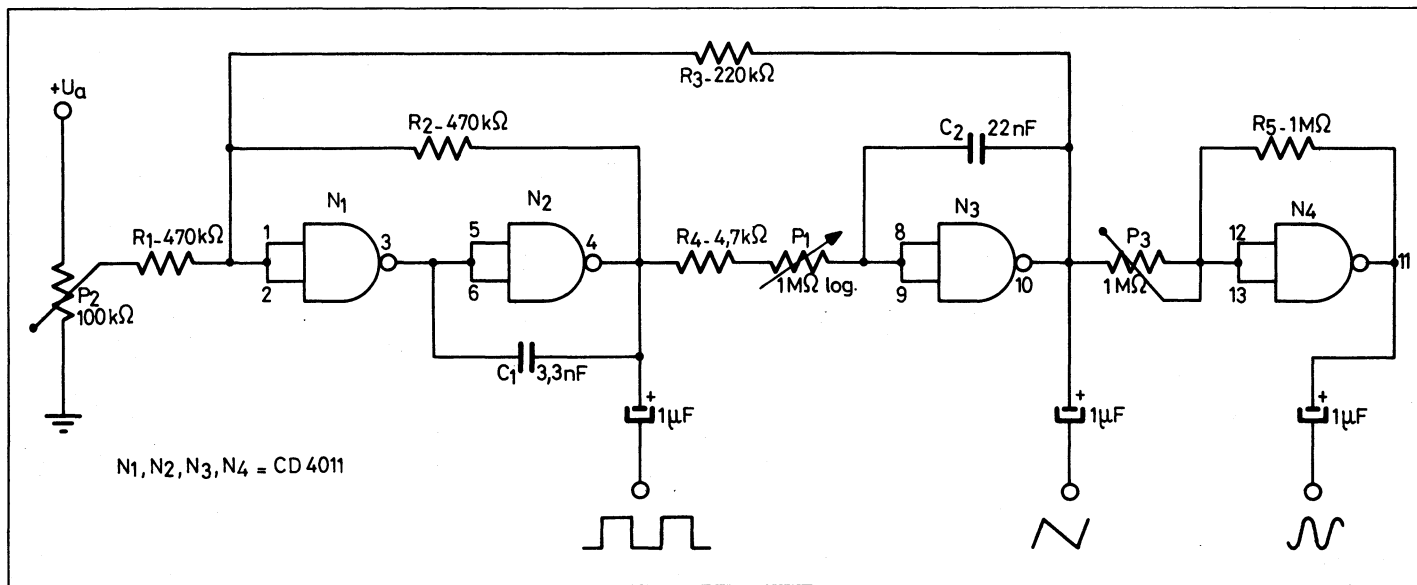 R3-220kΩ
+Ua
R2-470kΩ
C2 22nF
R5-1MΩ
N1
N2
N3
N4
R1-470kΩ
1
2
3
5
6
4
R4-4,7kΩ
P1
1MΩ log.
8
9
10
P3
1MΩ
12
13
11
P2
100kΩ
C1 3,3nF
+
1µF
+
1µF
+
1µF
N1, N2, N3, N4 = CD 4011